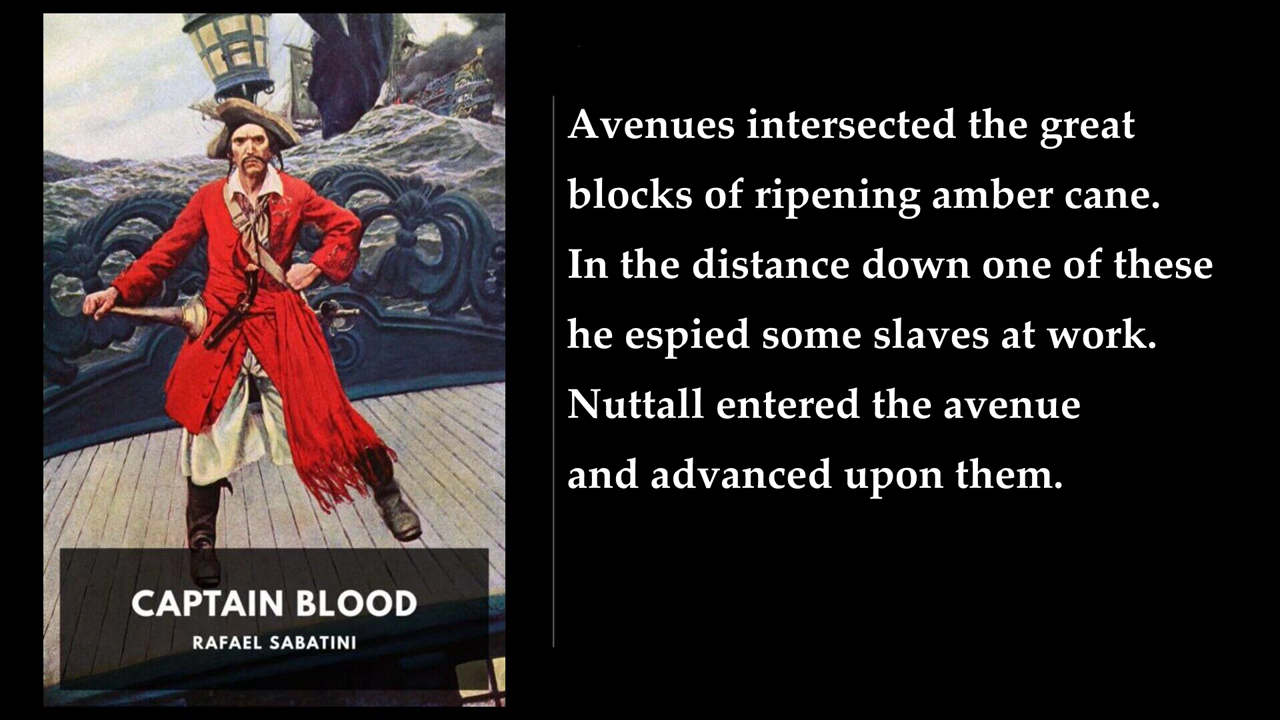 Avenues intersected the great
blocks of ripening amber cane.
In the distance down one of these
he espied some slaves at work.
Nuttall entered the avenue
and advanced upon them.
CAPTAIN BLOOD
RAFAEL SABATINI